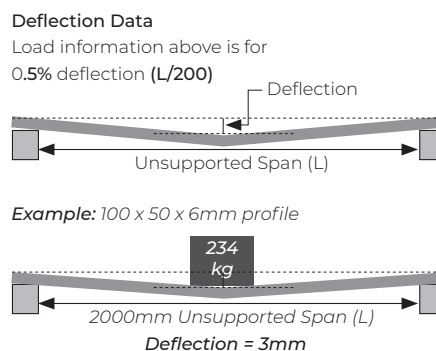 Deflection Data
Load information above is for
0.5% deflection (L/200)
Deflection
Unsupported Span (L)
Example: 100 x 50 x 6mm profile
234
kg
2000mm Unsupported Span (L)
Deflection = 3mm